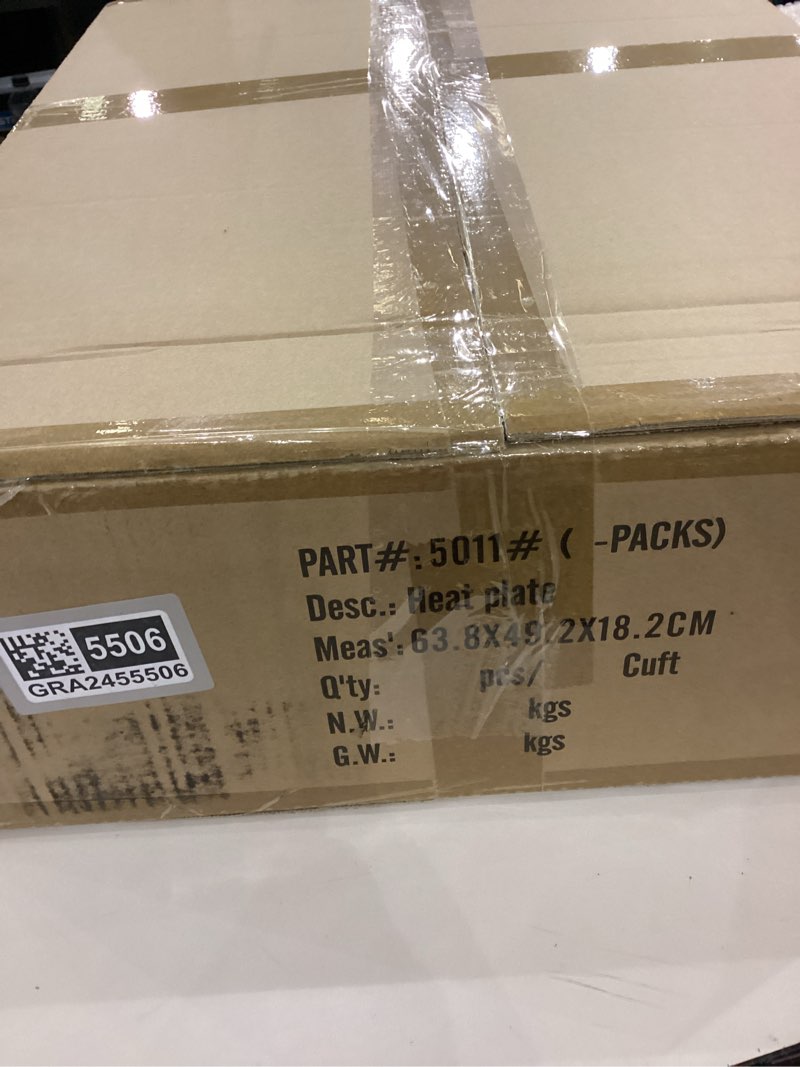 PART#: 5011# ( -PACKS)
Desc.: Heat plate
Meas': 63.8X49.2X18.2CM
Q'ty: pcs/ Cuft
N.W.: kgs
G.W.: kgs
5506
GRA2455506